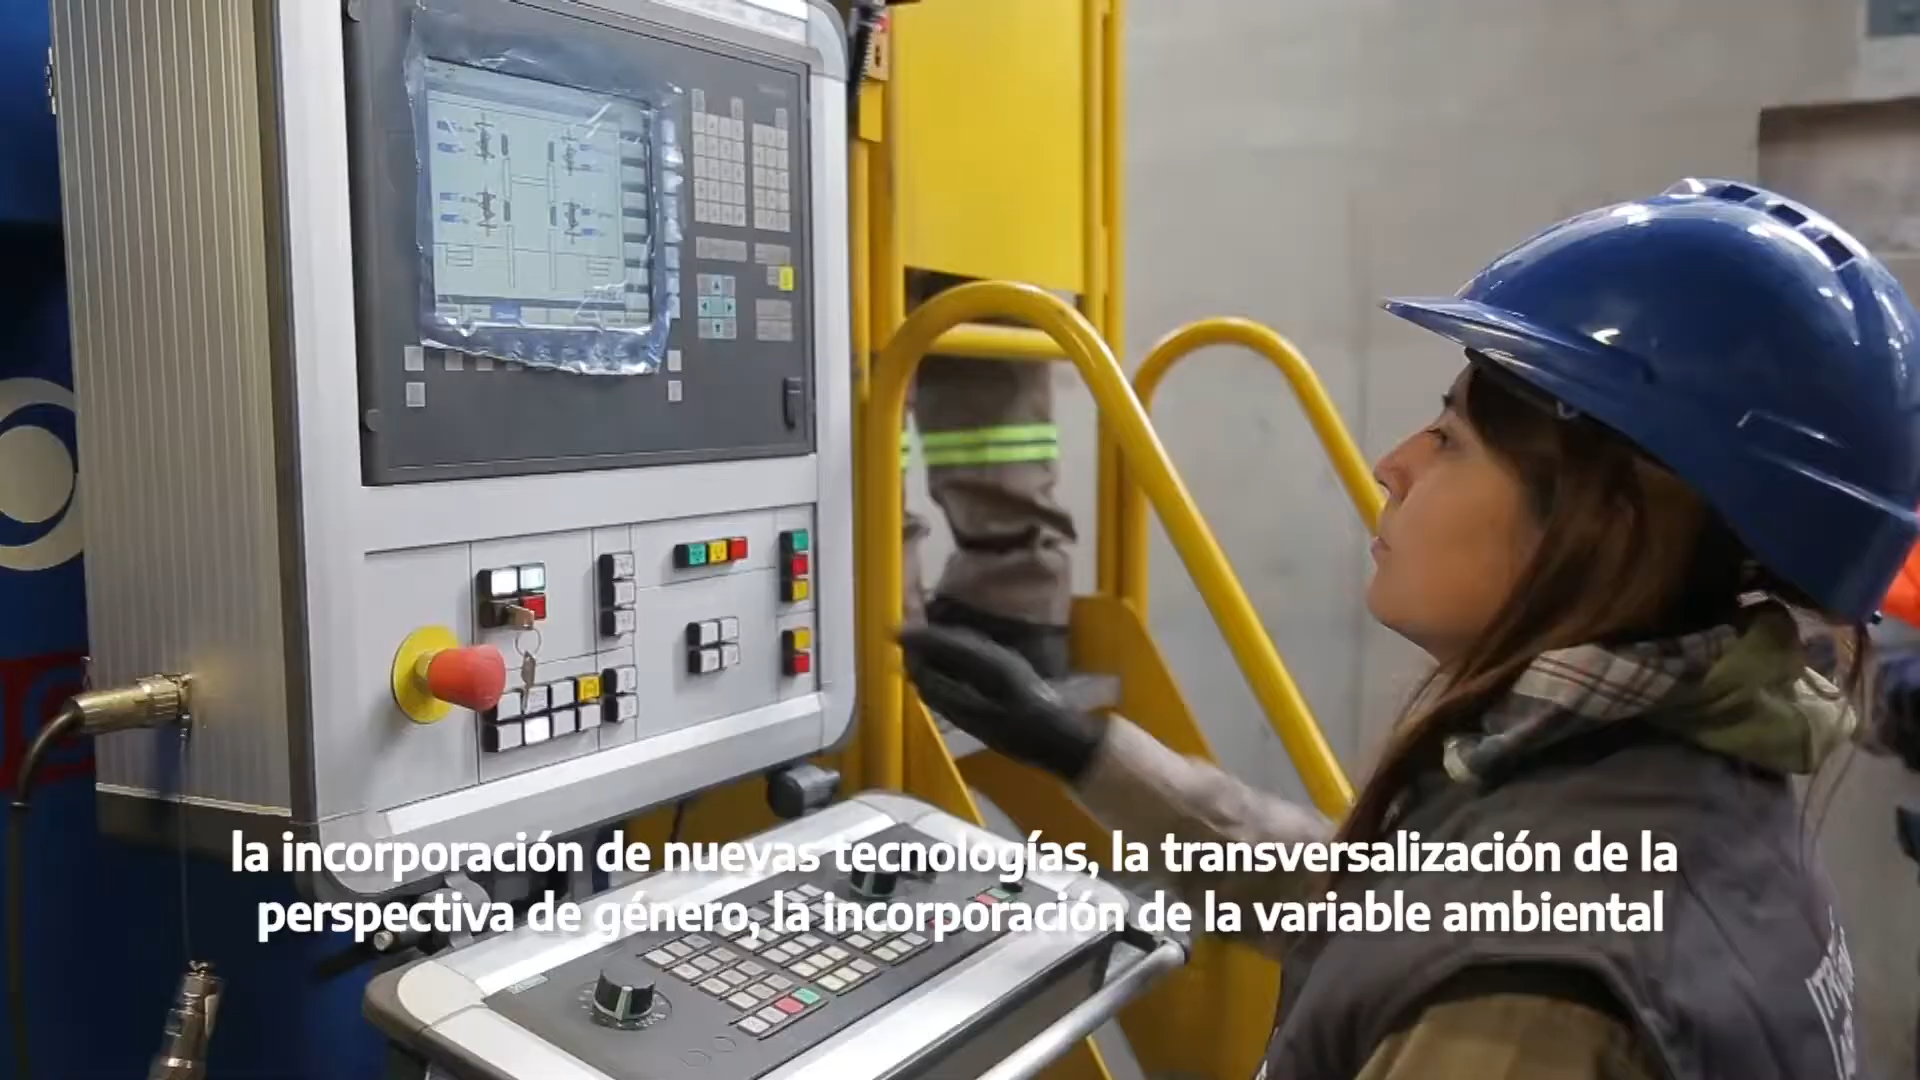 la incorporación de nuevas tecnologías, la transversalización de la
perspectiva de género, la incorporación de la variable ambiental